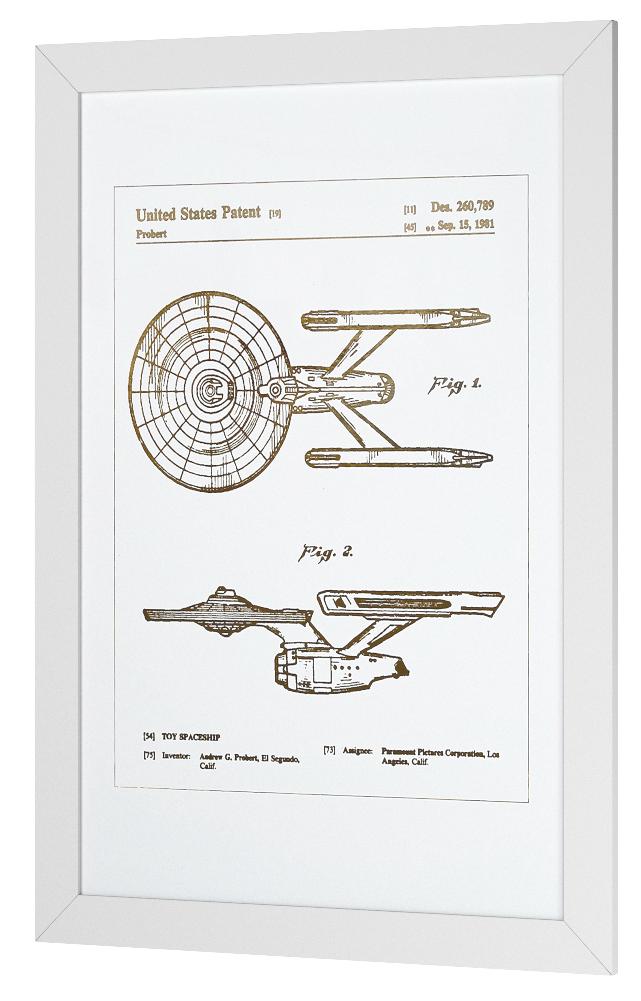 United States Patent [19]
[11] Des. 260,789
Probert
[45] ** Sep. 15, 1981
Fig. 1.
Fig. 2.
[54] TOY SPACESHIP
[75] Inventor: Andrew G. Probert, El Segundo,
Calif.
[73] Assignee: Paramount Pictures Corporation, Los
Angeles, Calif.